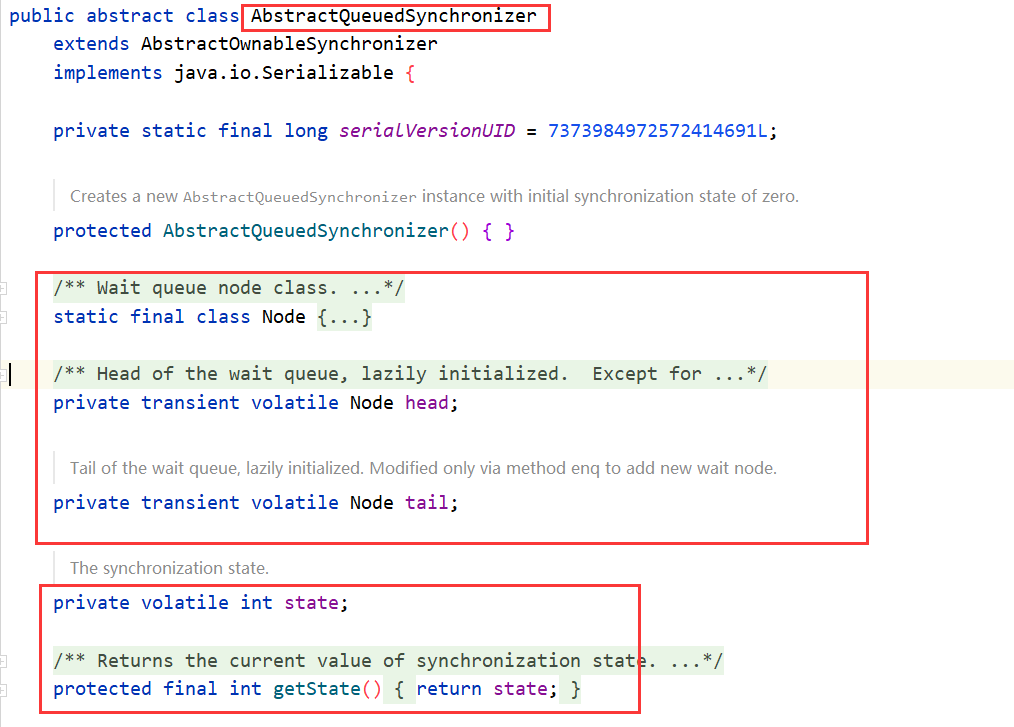 public abstract class AbstractQueuedSynchronizer
extends AbstractOwnableSynchronizer
implements java.io.Serializable {
private static final long serialVersionUID = 7373984972572414691L;
Creates a new AbstractQueuedSynchronizer instance with initial synchronization state of zero.
protected AbstractQueuedSynchronizer() { }
/** Wait queue node class. ...*/
static final class Node {...}
/** Head of the wait queue, lazily initialized.  Except for ...*/
private transient volatile Node head;
Tail of the wait queue, lazily initialized. Modified only via method enq to add new wait node.
private transient volatile Node tail;
The synchronization state.
private volatile int state;
/** Returns the current value of synchronization state. ...*/
protected final int getState() { return state; }